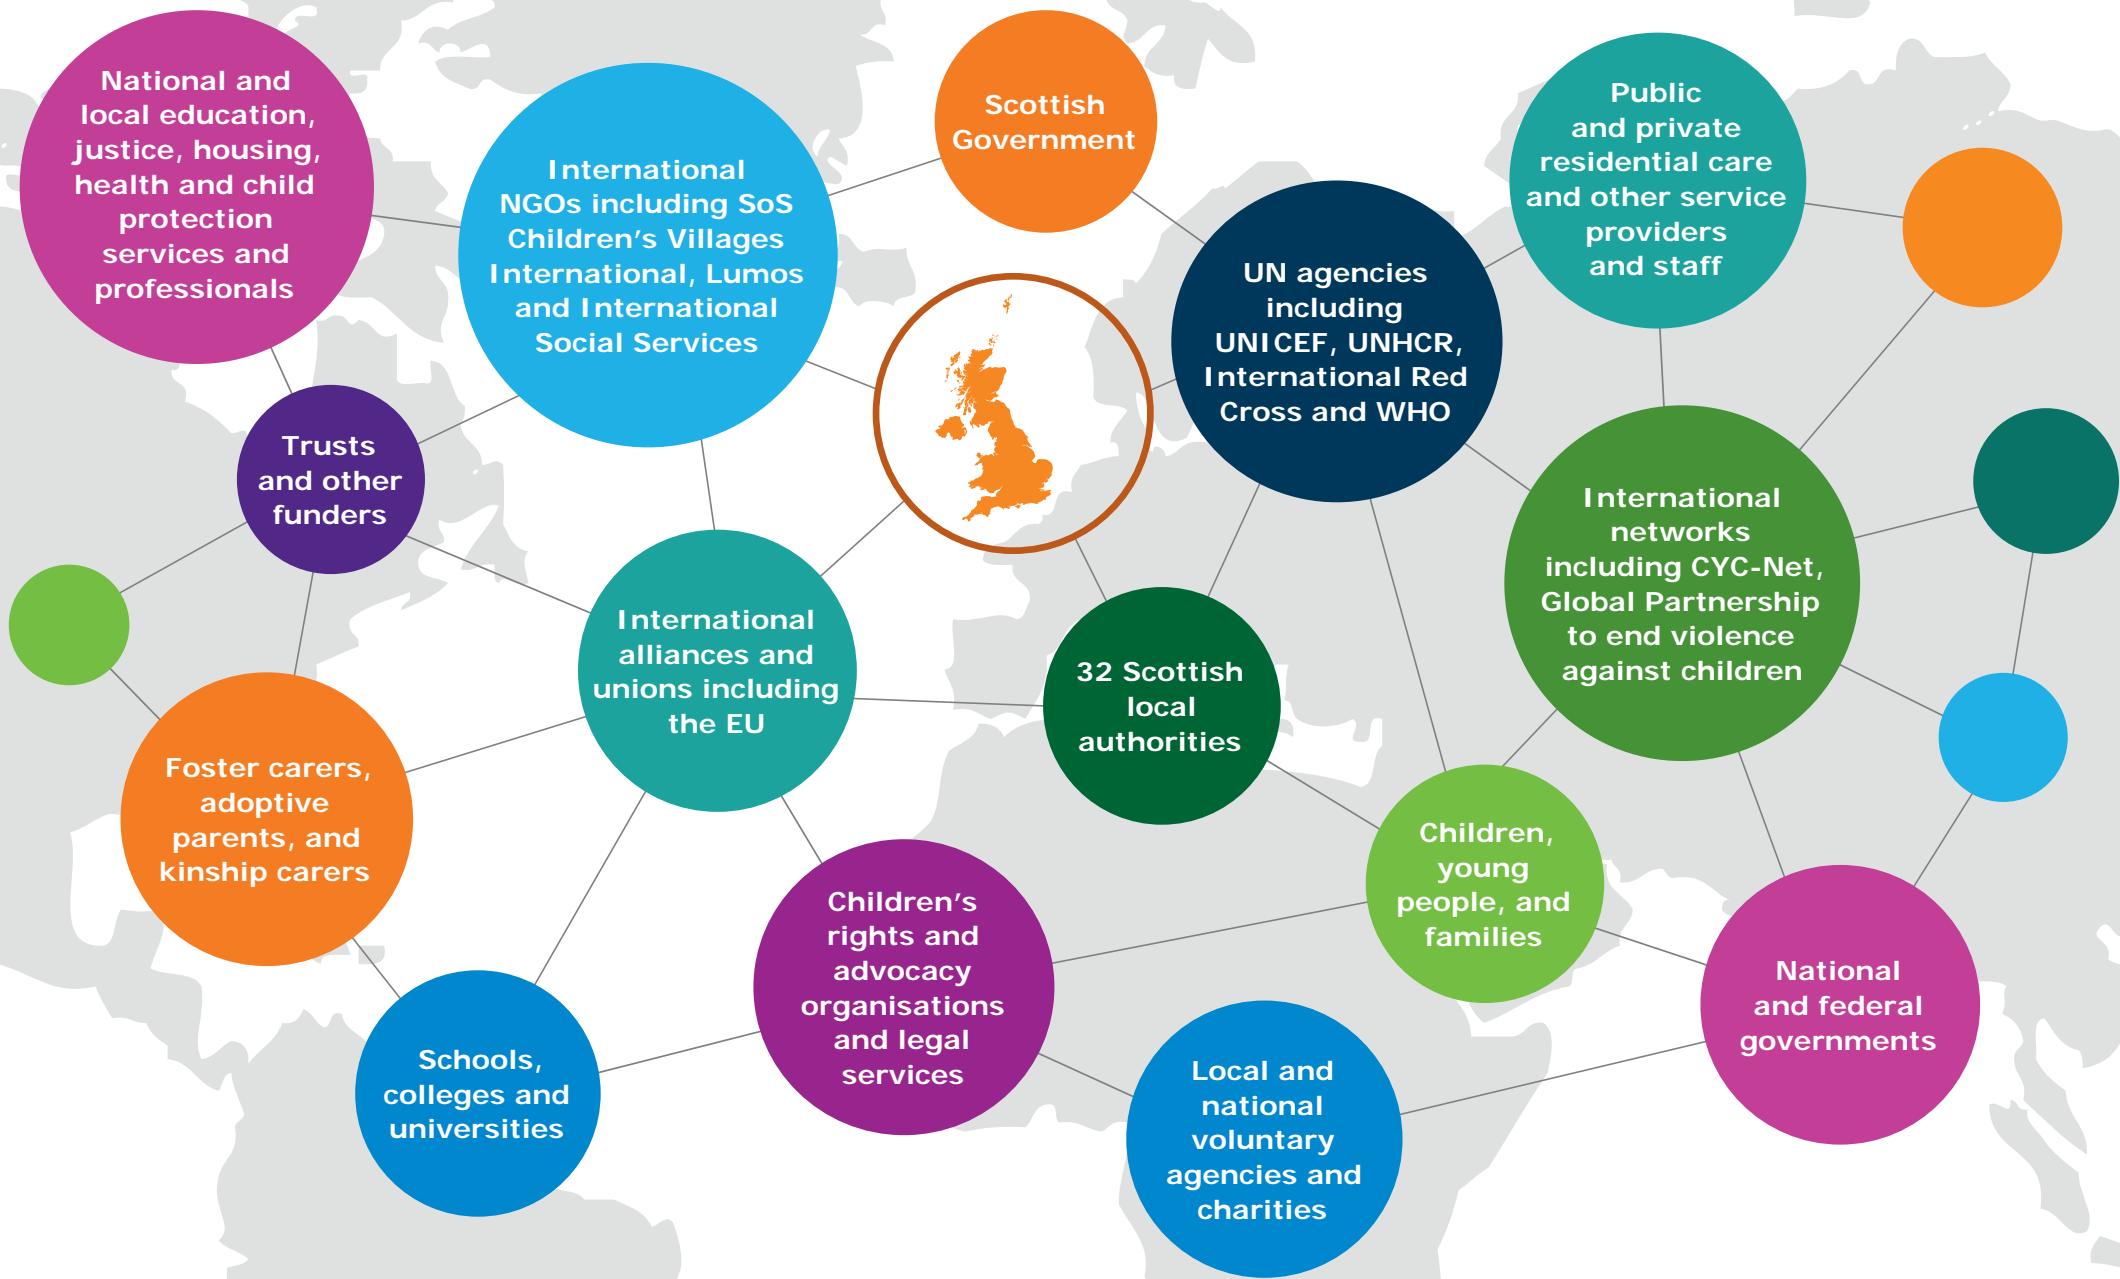 National and
local education,
justice, housing,
health and child
protection
services and
professionals
International
NGOs including SoS
Children’s Villages
International, Lumos
and International
Social Services
Scottish
Government
Public
and private
residential care
and other service
providers
and staff
UN agencies
including
UNICEF, UNHCR,
International Red
Cross and WHO
Trusts
and other
funders
International
networks
including CYC-Net,
Global Partnership
to end violence
against children
International
alliances and
unions including
the EU
32 Scottish
local
authorities
Foster carers,
adoptive
parents, and
kinship carers
Children,
young
people, and
families
Children’s
rights and
advocacy
organisations
and legal
services
National
and federal
governments
Schools,
colleges and
universities
Local and
national
voluntary
agencies and
charities